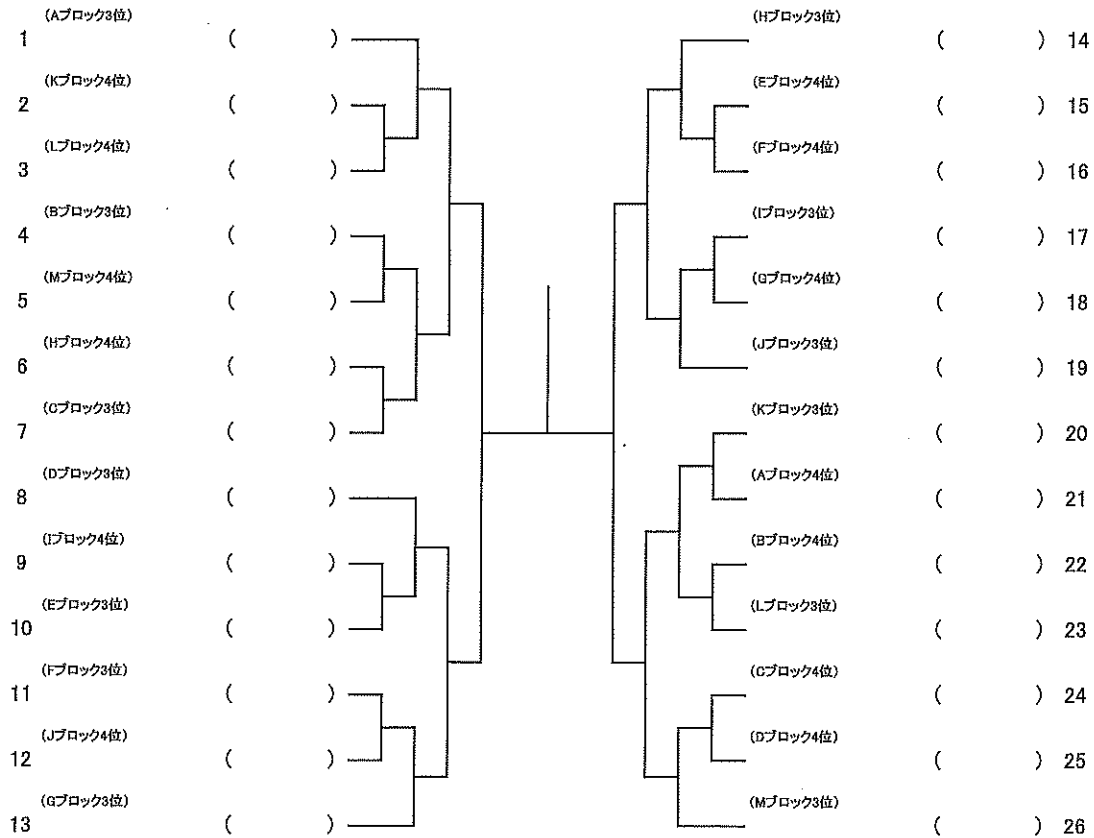 (Aブロック3位)
1 ( )
(Kブロック4位)
2 ( )
(Lブロック4位)
3 ( )
(Bブロック3位)
4 ( )
(Mブロック4位)
5 ( )
(Hブロック4位)
6 ( )
(Cブロック3位)
7 ( )
(Dブロック3位)
8 ( )
(Iブロック4位)
9 ( )
(Eブロック3位)
10 ( )
(Fブロック3位)
11 ( )
(Jブロック4位)
12 ( )
(Gブロック3位)
13 ( )
(Hブロック3位)
( ) 14
(Eブロック4位)
( ) 15
(Fブロック4位)
( ) 16
(Iブロック3位)
( ) 17
(Gブロック4位)
( ) 18
(Jブロック3位)
( ) 19
(Kブロック3位)
( ) 20
(Aブロック4位)
( ) 21
(Bブロック4位)
( ) 22
(Lブロック3位)
( ) 23
(Cブロック4位)
( ) 24
(Dブロック4位)
( ) 25
(Mブロック3位)
( ) 26